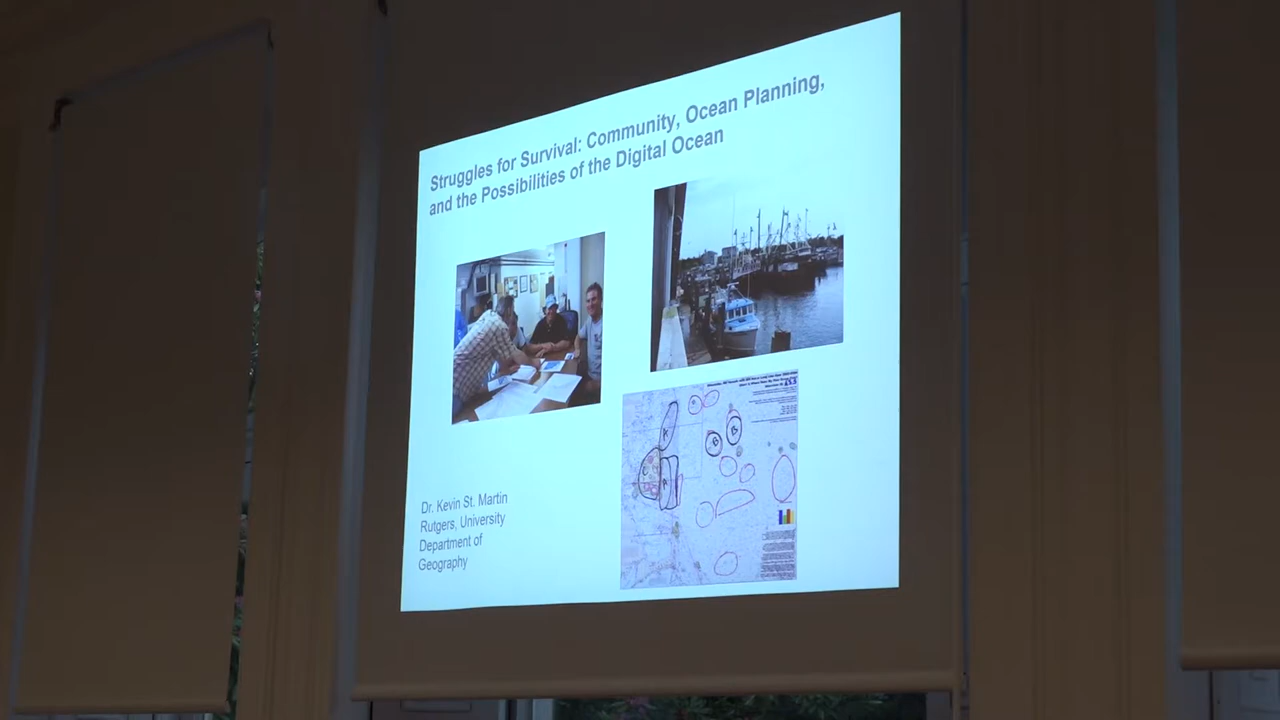 Struggles for Survival: Community, Ocean Planning,
and the Possibilities of the Digital Ocean
Dr. Kevin St. Martin
Rutgers, University
Department of
Geography